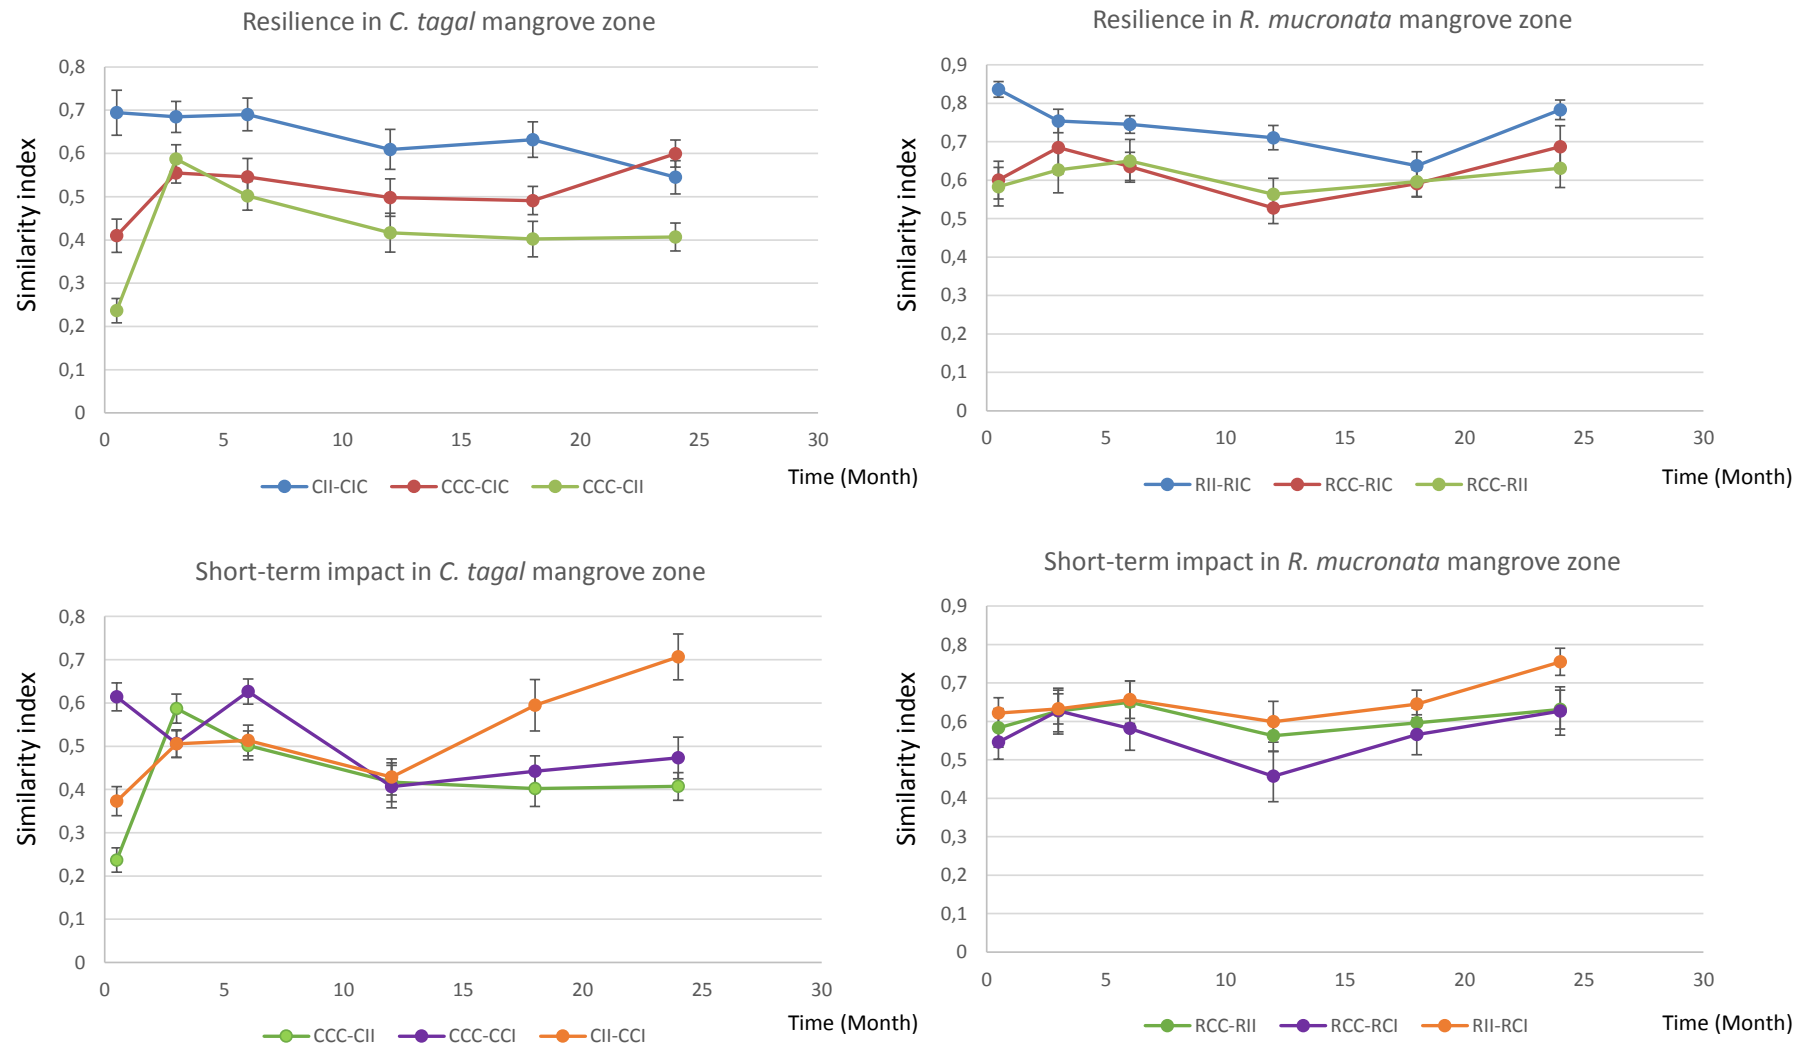 Resilience in C. tagal mangrove zone
0,8
0,7
0,6
0,5
0,4
0,3
0,2
0,1
0
Similarity index
0 5 10 15 20 25 30
Time (Month)
CII-CIC CCC-CIC CCC-CII
Resilience in R. mucronata mangrove zone
0,9
0,8
0,7
0,6
0,5
0,4
0,3
0,2
0,1
0
Similarity index
0 5 10 15 20 25 30
Time (Month)
RII-RIC RCC-RIC RCC-RII
Short-term impact in C. tagal mangrove zone
0,8
0,7
0,6
0,5
0,4
0,3
0,2
0,1
0
Similarity index
0 5 10 15 20 25 30
Time (Month)
CCC-CII CCC-CCI CII-CCI
Short-term impact in R. mucronata mangrove zone
0,9
0,8
0,7
0,6
0,5
0,4
0,3
0,2
0,1
0
Similarity index
0 5 10 15 20 25 30
Time (Month)
RCC-RII RCC-RCI RII-RCI